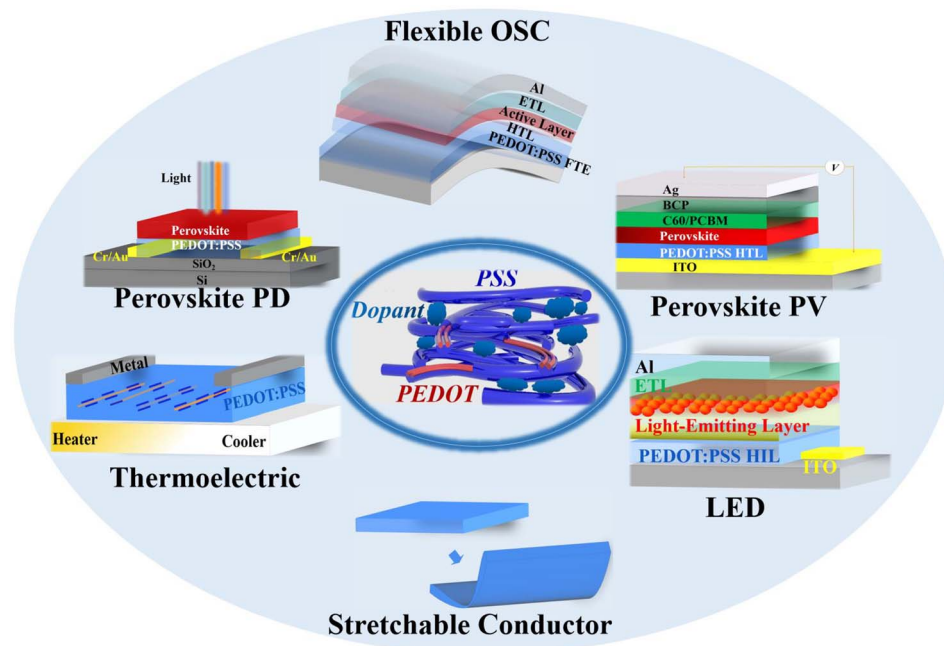 Flexible OSC
Al
ETL
Active Layer
HTL
PEDOT:PSS FTE
Light
Perovskite
PEDOT:PSS
Cr/Au
Cr/Au
SiO₂
Si
Perovskite PD
V
Ag
BCP
C60/PCBM
Perovskite
PEDOT:PSS HTL
ITO
Perovskite PV
PSS
Dopant
PEDOT
Metal
PEDOT:PSS
Heater
Cooler
Thermoelectric
Al
ETL
Light-Emitting Layer
PEDOT:PSS HIL
ITO
LED
Stretchable Conductor